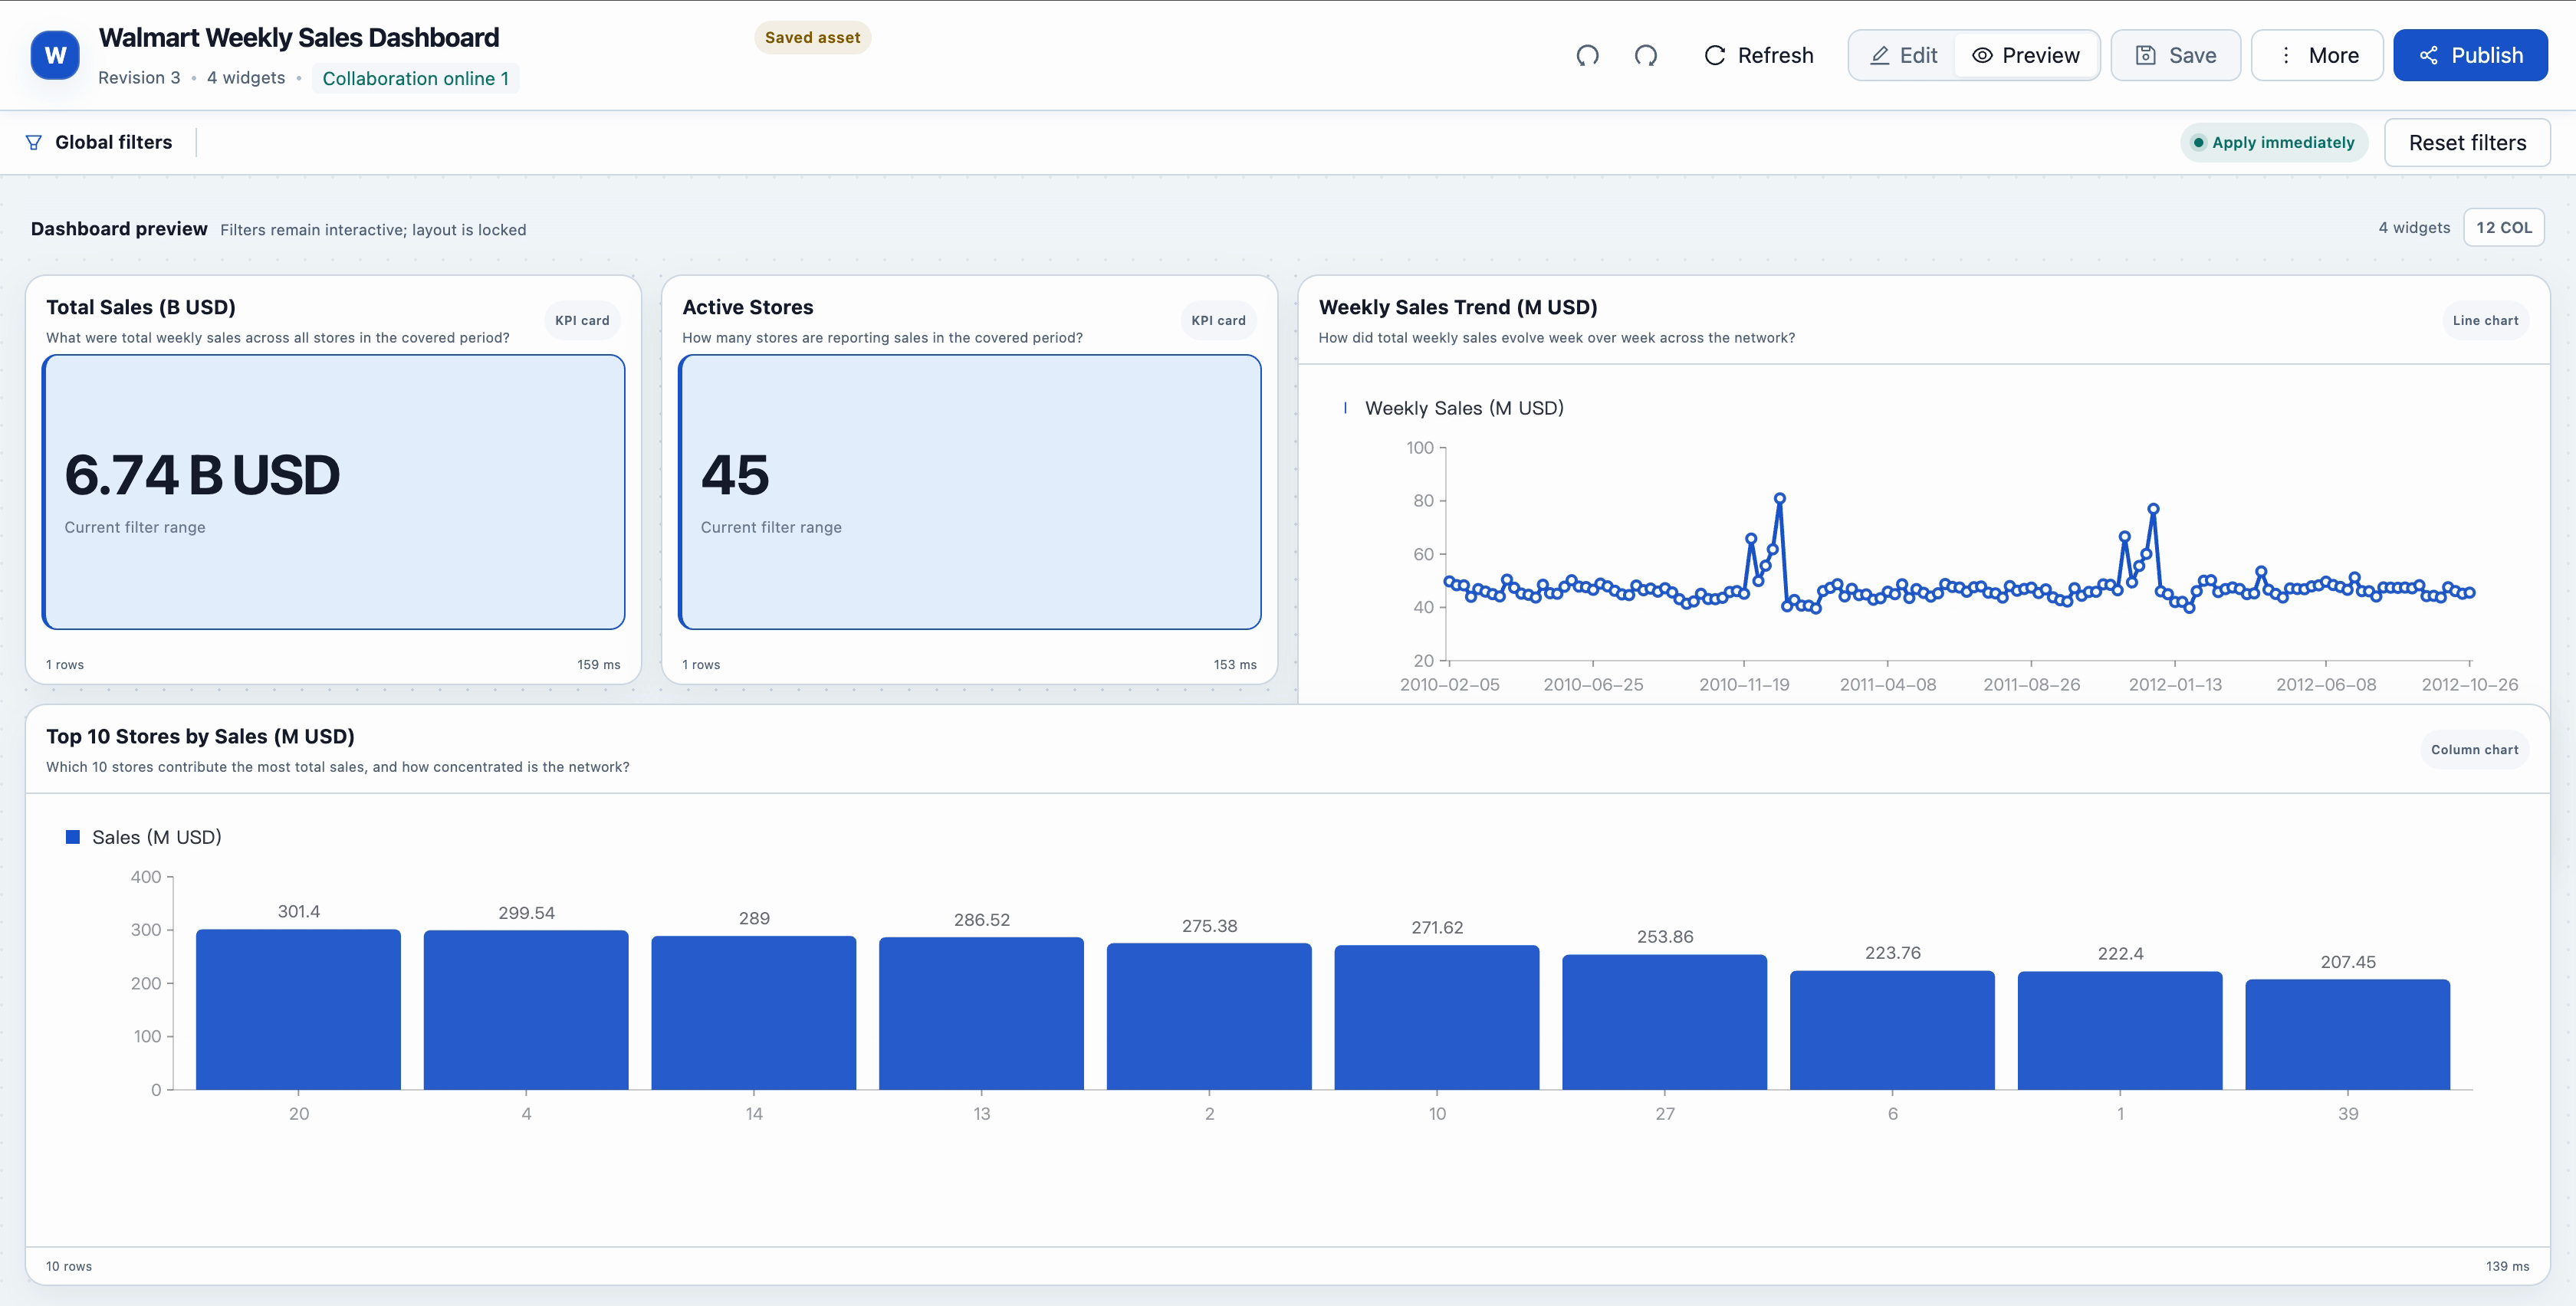 W
Walmart Weekly Sales Dashboard
Saved asset
Revision 3 • 4 widgets • Collaboration online 1
Refresh
Edit
Preview
Save
More
Publish
Global filters
Apply immediately
Reset filters
Dashboard preview Filters remain interactive; layout is locked
4 widgets
12 COL
Total Sales (B USD)
What were total weekly sales across all stores in the covered period?
KPI card
6.74 B USD
Current filter range
1 rows
159 ms
Active Stores
How many stores are reporting sales in the covered period?
KPI card
45
Current filter range
1 rows
153 ms
Weekly Sales Trend (M USD)
How did total weekly sales evolve week over week across the network?
Line chart
Weekly Sales (M USD)
100
80
60
40
20
2010-02-05 2010-06-25 2010-11-19 2011-04-08 2011-08-26 2012-01-13 2012-06-08 2012-10-26
Top 10 Stores by Sales (M USD)
Which 10 stores contribute the most total sales, and how concentrated is the network?
Column chart
Sales (M USD)
400
300
200
100
0
301.4 299.54 289 286.52 275.38 271.62 253.86 223.76 222.4 207.45
20 4 14 13 2 10 27 6 1 39
10 rows
139 ms